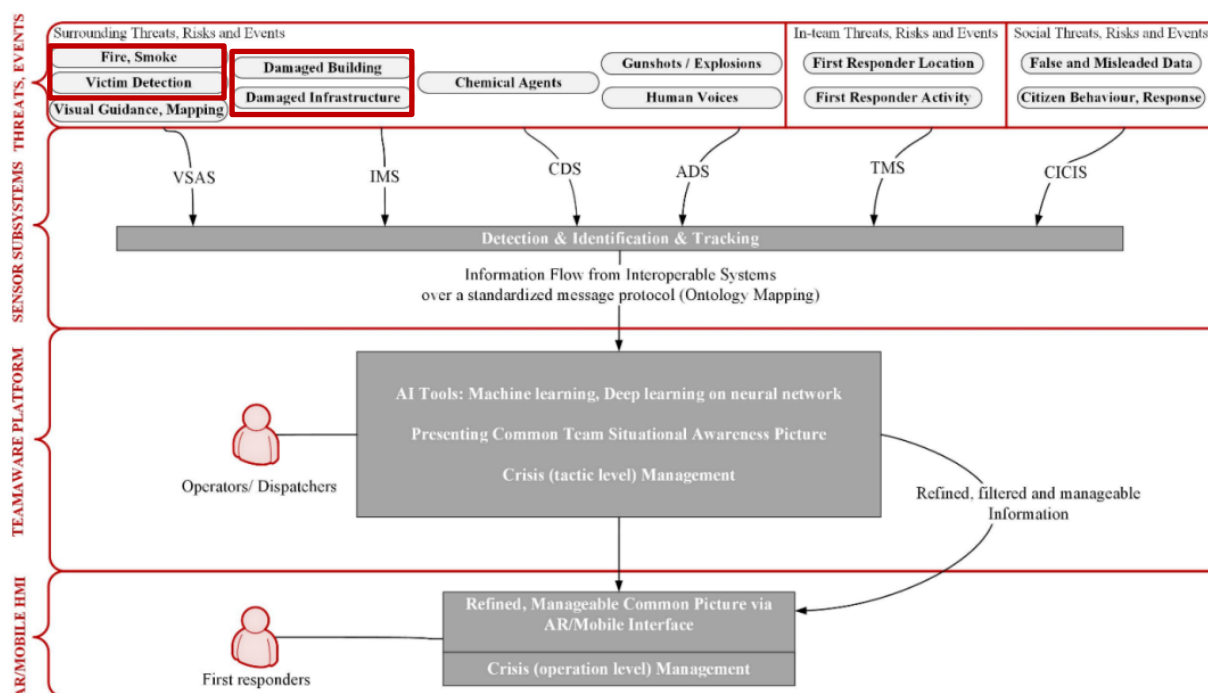 THREATS, EVENTS
Surrounding Threats, Risks and Events
Fire, Smoke
Victim Detection
Visual Guidance, Mapping
Damaged Building
Damaged Infrastructure
Chemical Agents
Gunshots / Explosions
Human Voices
In-team Threats, Risks and Events
First Responder Location
First Responder Activity
Social Threats, Risks and Events
False and Misleaded Data
Citizen Behaviour, Response
SENSOR SUBSYSTEMS
VSAS
IMS
CDS
ADS
TMS
CICIS
Detection & Identification & Tracking
Information Flow from Interoperable Systems
over a standardized message protocol (Ontology Mapping)
TEAMAWARE PLATFORM
AI Tools: Machine learning, Deep learning on neural network
Presenting Common Team Situational Awareness Picture
Crisis (tactic level) Management
Operators/ Dispatchers
Refined, filtered and manageable
Information
AR/MOBILE HMI
Refined, Manageable Common Picture via
AR/Mobile Interface
Crisis (operation level) Management
First responders